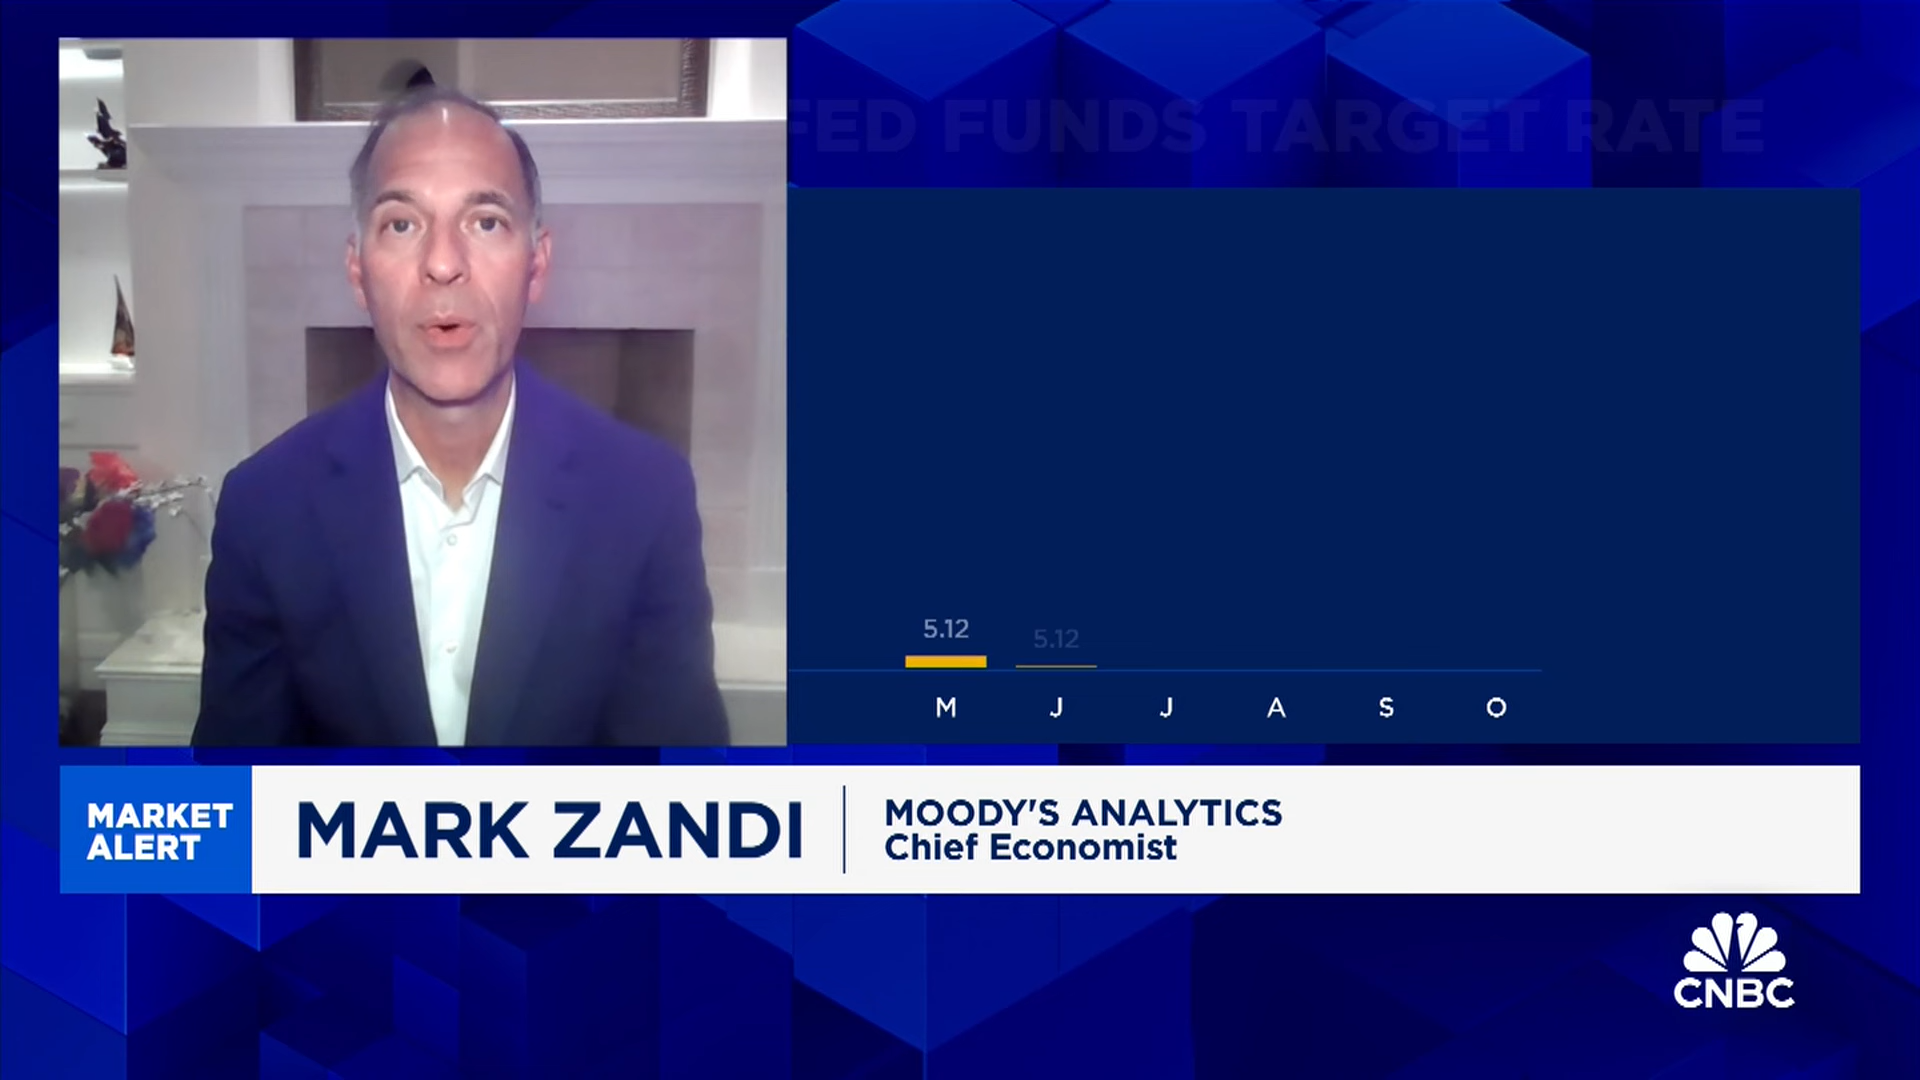 FED FUNDS TARGET RATE
5.12
5.12
M J J A S O
MARKET
ALERT
MARK ZANDI
MOODY'S ANALYTICS
Chief Economist
CNBC